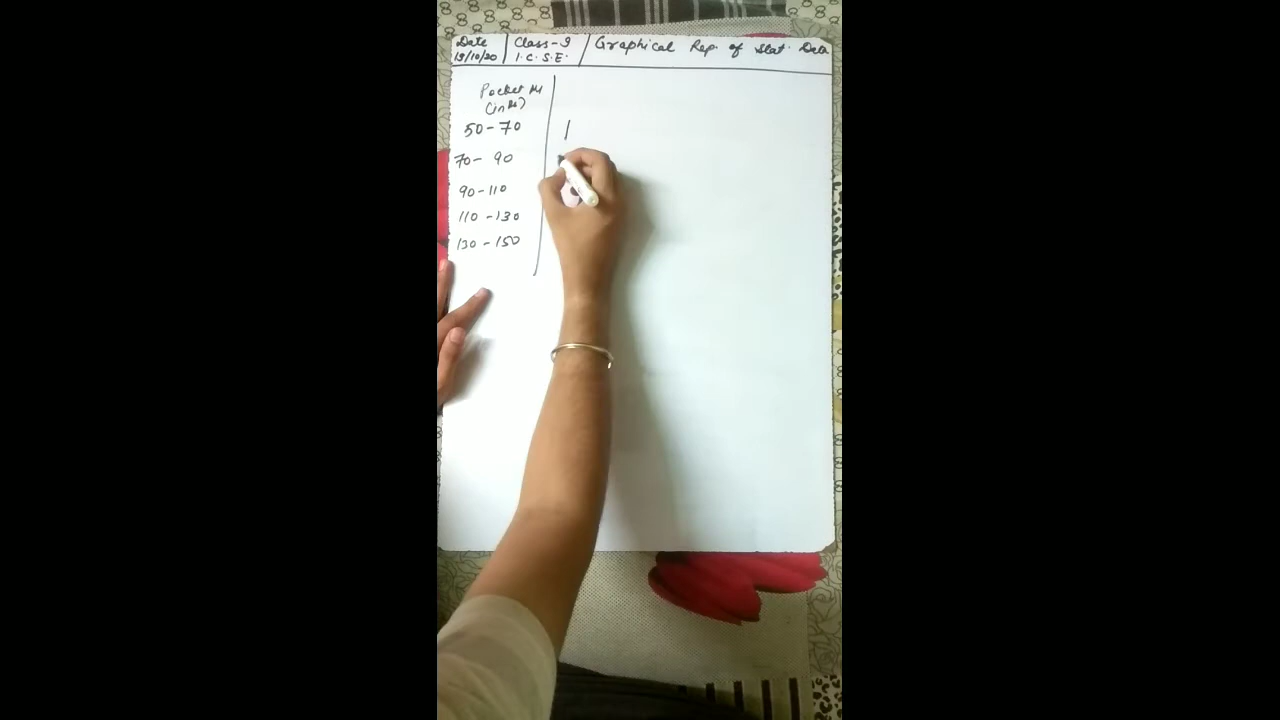 Date | Class-9 / Graphical Rep. of Stat. Data
13/10/20 | I.C.S.E.
Pocket M
(in
50-70 |
70-90
90-110
110-130
130-150